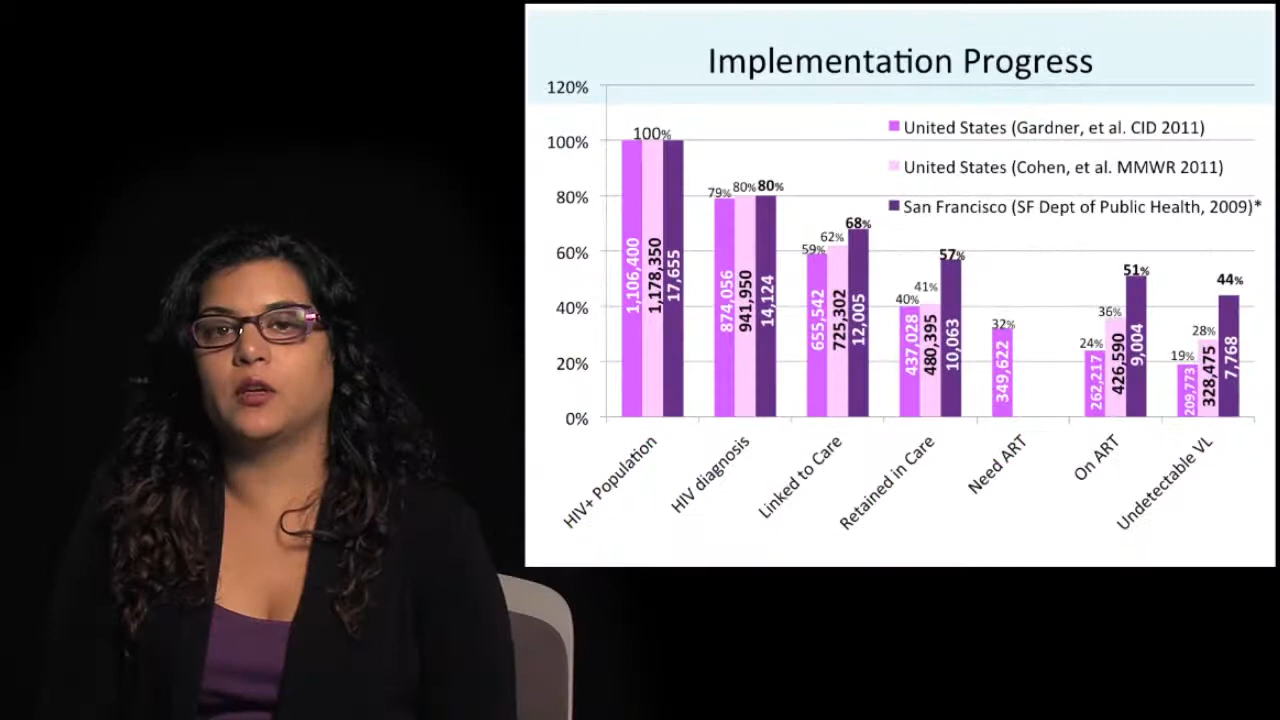 Implementation Progress
120%
100%
80%
60%
40%
20%
0%
United States (Gardner, et al. CID 2011)
United States (Cohen, et al. MMWR 2011)
San Francisco (SF Dept of Public Health, 2009)*
100%
79% 80% 80%
59% 62% 68%
40% 41% 57%
32%
24% 36% 51%
19% 28% 44%
1,106,400
1,178,350
17,655
874,056
941,950
14,124
655,542
725,302
12,005
437,028
480,395
10,063
349,622
262,217
426,590
9,004
209,773
328,475
7,768
HIV+ Population
HIV diagnosis
Linked to Care
Retained in Care
Need ART
On ART
Undetectable VL